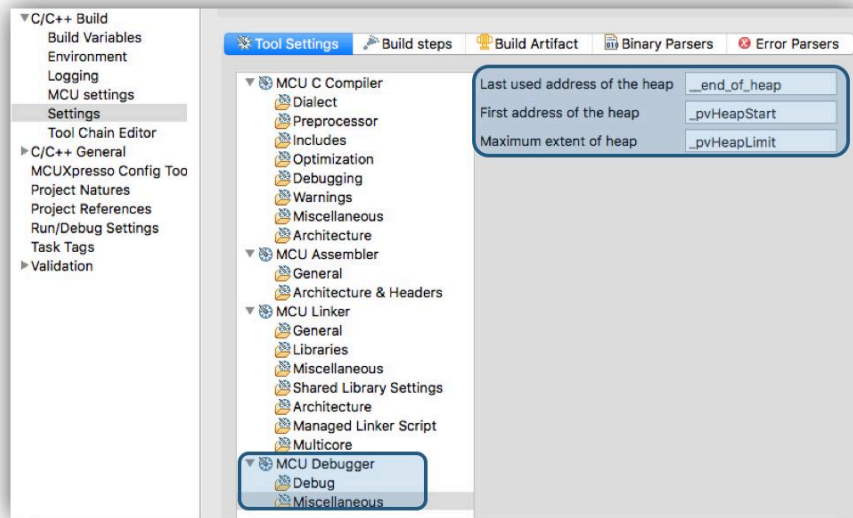 C/C++ Build
Build Variables
Environment
Logging
MCU settings
Settings
Tool Chain Editor
C/C++ General
MCUXpresso Config Too
Project Natures
Project References
Run/Debug Settings
Task Tags
Validation
Tool Settings Build steps Build Artifact Binary Parsers Error Parsers
MCU C Compiler
Dialect
Preprocessor
Includes
Optimization
Debugging
Warnings
Miscellaneous
Architecture
MCU Assembler
General
Architecture & Headers
MCU Linker
General
Libraries
Miscellaneous
Shared Library Settings
Architecture
Managed Linker Script
Multicore
MCU Debugger
Debug
Miscellaneous
Last used address of the heap __end_of_heap
First address of the heap _pvHeapStart
Maximum extent of heap _pvHeapLimit